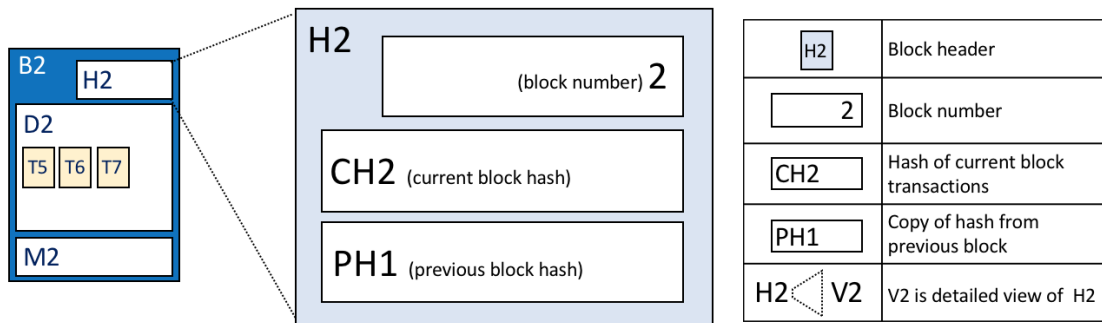 B2
H2
D2
T5 T6 T7
M2
H2
(block number) 2
CH2 (current block hash)
PH1 (previous block hash)
H2 Block header
2 Block number
CH2 Hash of current block
transactions
PH1 Copy of hash from
previous block
H2 V2 V2 is detailed view of H2